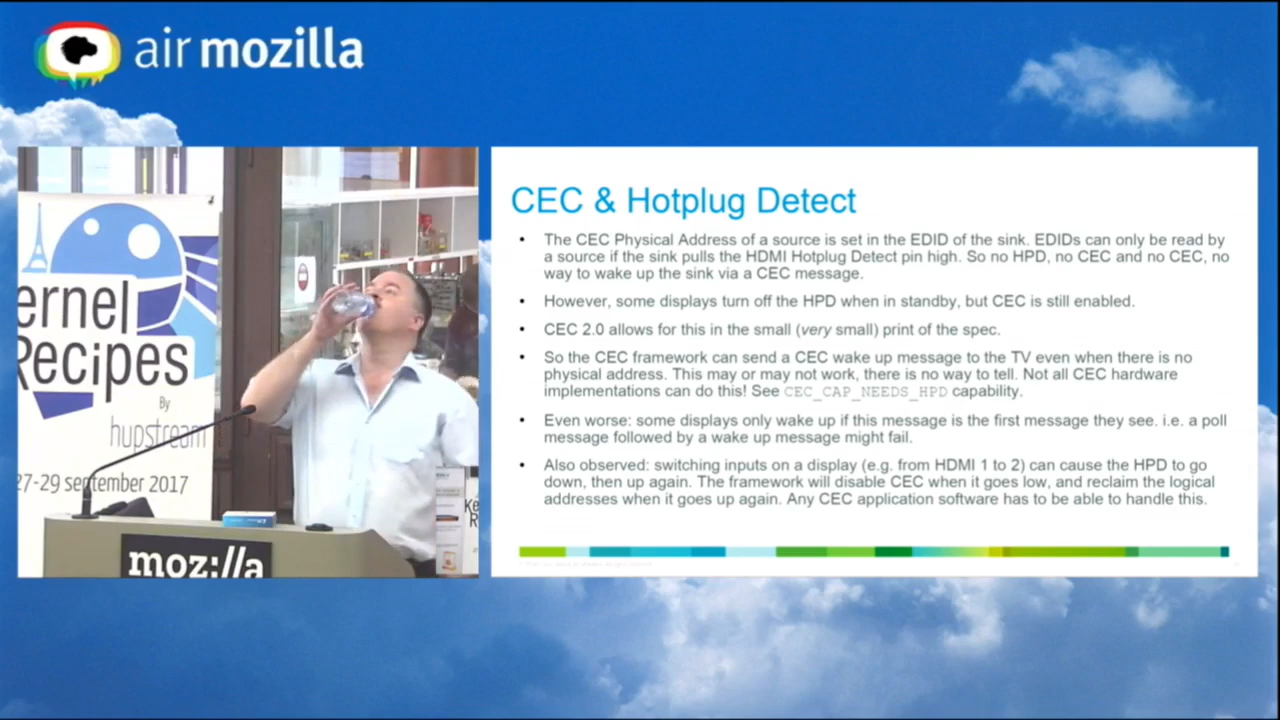 air mozilla
ernel
Recipes
By
hupstream
27-29 september 2017
moz://a
Ke
R
CEC & Hotplug Detect
• The CEC Physical Address of a source is set in the EDID of the sink. EDIDs can only be read by
a source if the sink pulls the HDMI Hotplug Detect pin high. So no HPD, no CEC and no CEC, no
way to wake up the sink via a CEC message.
• However, some displays turn off the HPD when in standby, but CEC is still enabled.
• CEC 2.0 allows for this in the small (very small) print of the spec.
• So the CEC framework can send a CEC wake up message to the TV even when there is no
physical address. This may or may not work, there is no way to tell. Not all CEC hardware
implementations can do this! See CEC_CAP_NEEDS_HPD capability.
• Even worse: some displays only wake up if this message is the first message they see. i.e. a poll
message followed by a wake up message might fail.
• Also observed: switching inputs on a display (e.g. from HDMI 1 to 2) can cause the HPD to go
down, then up again. The framework will disable CEC when it goes low, and reclaim the logical
addresses when it goes up again. Any CEC application software has to be able to handle this.